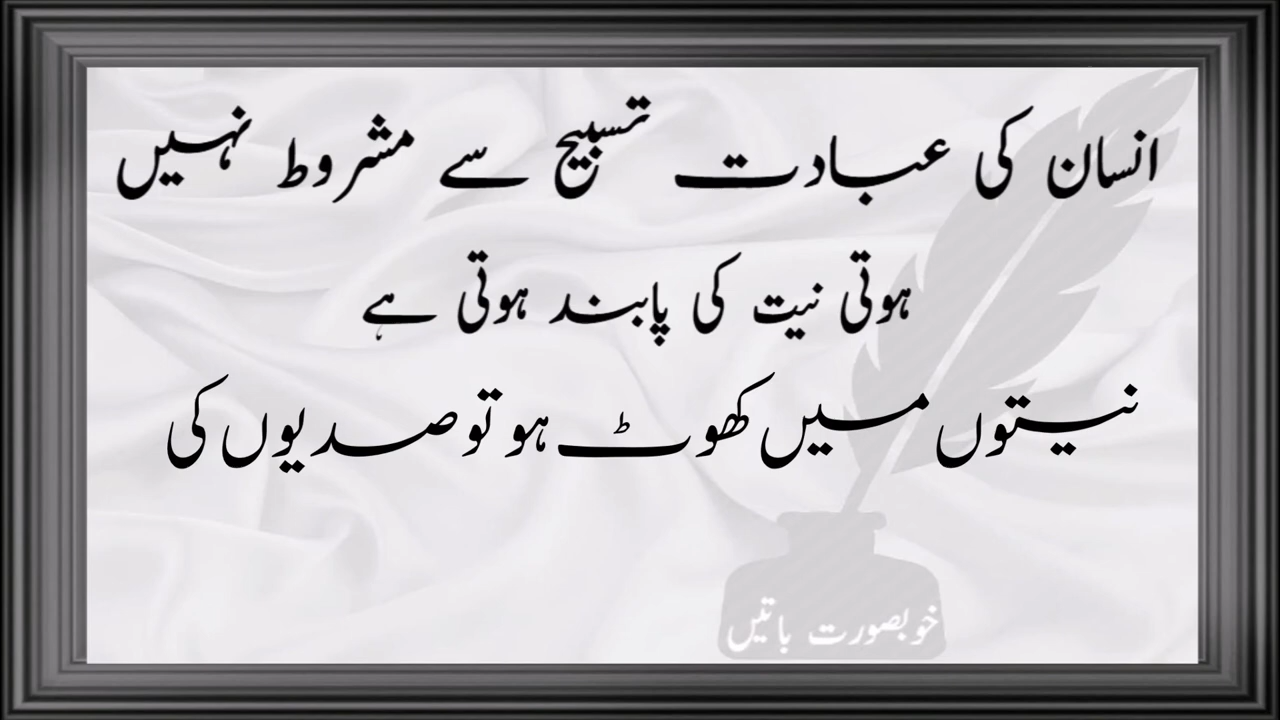 انسان کی عبادت تسبیح سے مشروط نہیں
ہوتی نیت کی پابند ہوتی ہے
نیتوں میں کھوٹ ہو تو صدیوں کی
خوبصورت باتیں